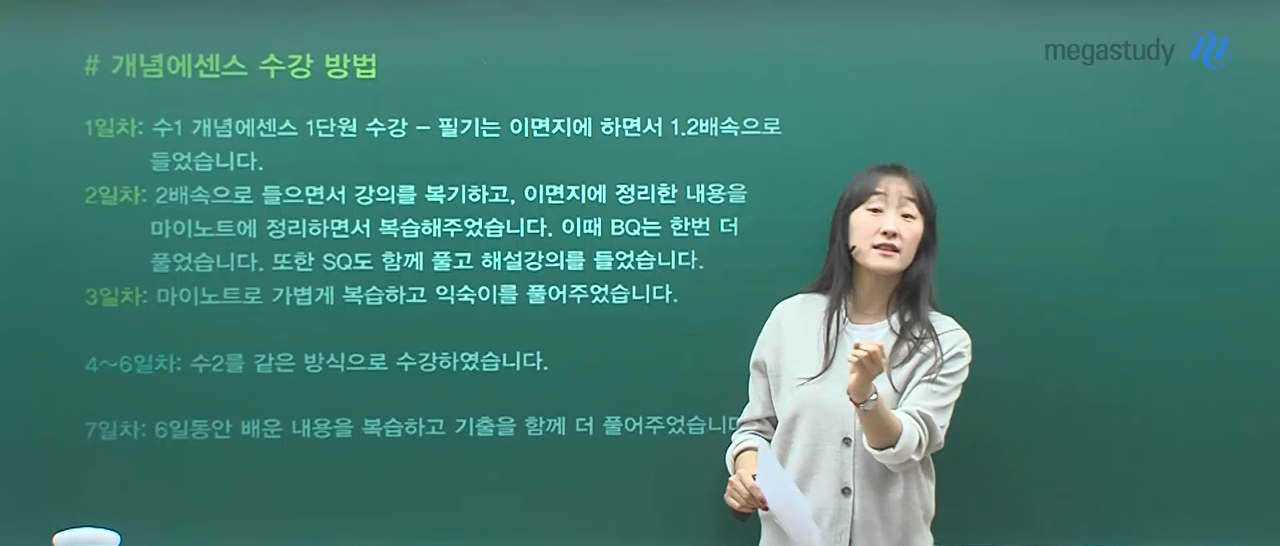 megastudy
# 개념에센스 수강 방법
1일차: 수1 개념에센스 1단원 수강 – 필기는 이면지에 하면서 1.2배속으로
들었습니다.
2일차: 2배속으로 들으면서 강의를 복기하고, 이면지에 정리한 내용을
마이노트에 정리하면서 복습해주었습니다. 이때 BQ는 한번 더
풀었습니다. 또한 SQ도 함께 풀고 해설강의를 들었습니다.
3일차: 마이노트로 가볍게 복습하고 익숙이를 풀어주었습니다.
4~6일차: 수2를 같은 방식으로 수강하였습니다.
7일차: 6일동안 배운 내용을 복습하고 기출을 함께 더